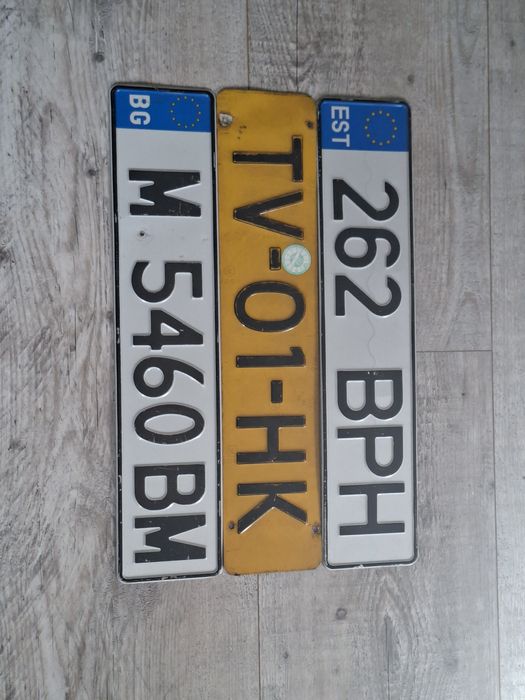 BG M 5460 BM
TV-01-HK
EST 262 BPH